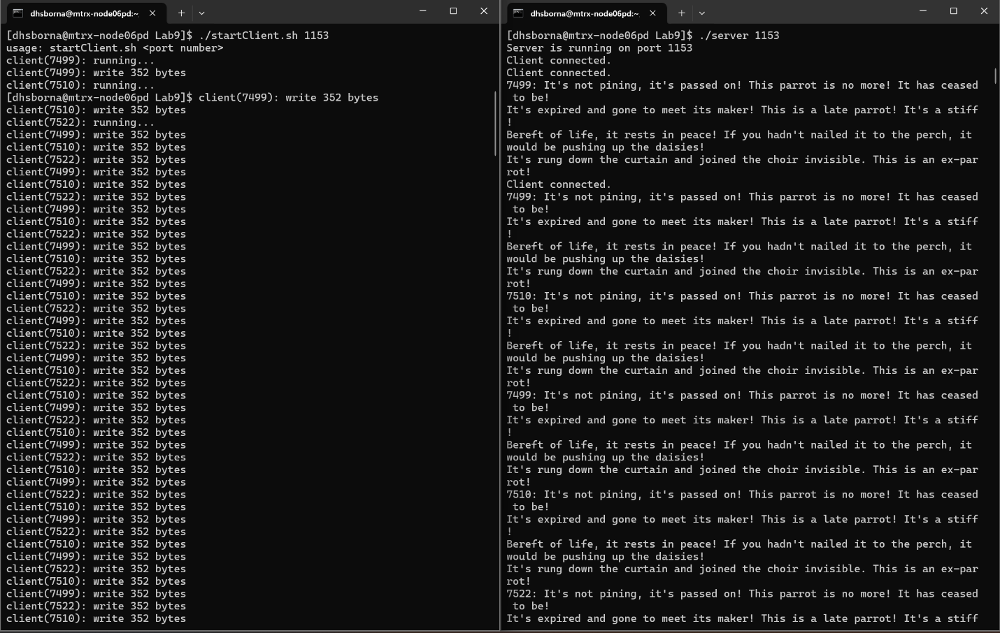 dhsborna@mtrx-node06pd:~
[dhsborna@mtrx-node06pd Lab9]$ ./startClient.sh 1153
usage: startClient.sh <port number>
client(7499): running...
client(7499): write 352 bytes
client(7510): running...
[dhsborna@mtrx-node06pd Lab9]$ client(7499): write 352 bytes
client(7510): write 352 bytes
client(7522): running...
client(7499): write 352 bytes
client(7510): write 352 bytes
client(7522): write 352 bytes
client(7499): write 352 bytes
client(7510): write 352 bytes
client(7522): write 352 bytes
client(7499): write 352 bytes
client(7510): write 352 bytes
client(7522): write 352 bytes
client(7499): write 352 bytes
client(7510): write 352 bytes
client(7522): write 352 bytes
client(7499): write 352 bytes
client(7510): write 352 bytes
client(7522): write 352 bytes
client(7499): write 352 bytes
client(7510): write 352 bytes
client(7522): write 352 bytes
client(7499): write 352 bytes
client(7510): write 352 bytes
client(7522): write 352 bytes
client(7510): write 352 bytes
client(7499): write 352 bytes
client(7522): write 352 bytes
client(7510): write 352 bytes
client(7499): write 352 bytes
client(7522): write 352 bytes
client(7510): write 352 bytes
client(7499): write 352 bytes
client(7522): write 352 bytes
client(7510): write 352 bytes
client(7499): write 352 bytes
client(7522): write 352 bytes
client(7510): write 352 bytes
client(7499): write 352 bytes
client(7522): write 352 bytes
client(7510): write 352 bytes
client(7499): write 352 bytes
client(7522): write 352 bytes
client(7510): write 352 bytes
dhsborna@mtrx-node06pd:~
[dhsborna@mtrx-node06pd Lab9]$ ./server 1153
Server is running on port 1153
Client connected.
Client connected.
7499: It's not pining, it's passed on! This parrot is no more! It has ceased
 to be!
It's expired and gone to meet its maker! This is a late parrot! It's a stiff
!
Bereft of life, it rests in peace! If you hadn't nailed it to the perch, it
would be pushing up the daisies!
It's rung down the curtain and joined the choir invisible. This is an ex-par
rot!
Client connected.
7499: It's not pining, it's passed on! This parrot is no more! It has ceased
 to be!
It's expired and gone to meet its maker! This is a late parrot! It's a stiff
!
Bereft of life, it rests in peace! If you hadn't nailed it to the perch, it
would be pushing up the daisies!
It's rung down the curtain and joined the choir invisible. This is an ex-par
rot!
7510: It's not pining, it's passed on! This parrot is no more! It has ceased
 to be!
It's expired and gone to meet its maker! This is a late parrot! It's a stiff
!
Bereft of life, it rests in peace! If you hadn't nailed it to the perch, it
would be pushing up the daisies!
It's rung down the curtain and joined the choir invisible. This is an ex-par
rot!
7499: It's not pining, it's passed on! This parrot is no more! It has ceased
 to be!
It's expired and gone to meet its maker! This is a late parrot! It's a stiff
!
Bereft of life, it rests in peace! If you hadn't nailed it to the perch, it
would be pushing up the daisies!
It's rung down the curtain and joined the choir invisible. This is an ex-par
rot!
7510: It's not pining, it's passed on! This parrot is no more! It has ceased
 to be!
It's expired and gone to meet its maker! This is a late parrot! It's a stiff
!
Bereft of life, it rests in peace! If you hadn't nailed it to the perch, it
would be pushing up the daisies!
It's rung down the curtain and joined the choir invisible. This is an ex-par
rot!
7522: It's not pining, it's passed on! This parrot is no more! It has ceased
 to be!
It's expired and gone to meet its maker! This is a late parrot! It's a stiff